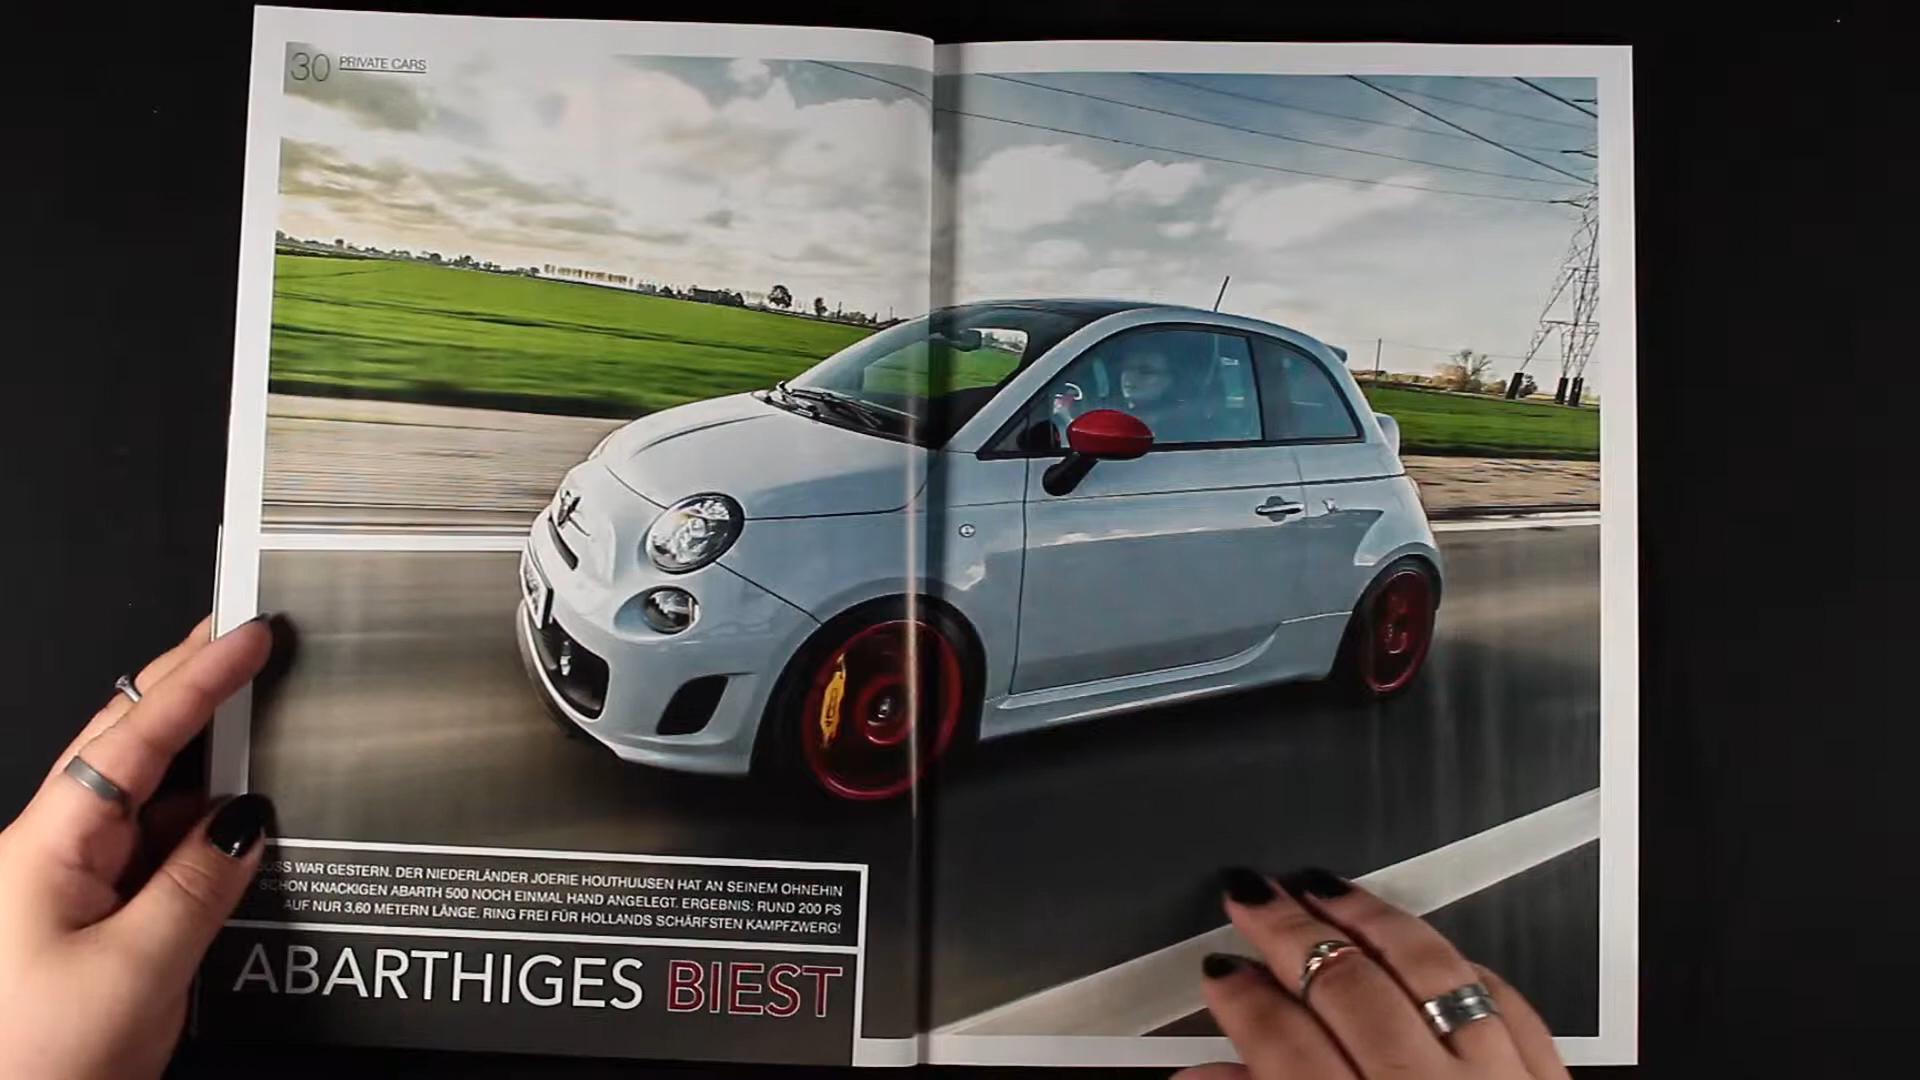 30 PRIVATE CARS
WAR GESTERN. DER NIEDERLÄNDER JOERIE HOUTHUIJSEN HAT AN SEINEM OHNEHIN
SCHON KNACKIGEN ABARTH 500 NOCH EINMAL HAND ANGELEGT. ERGEBNIS: RUND 200 PS
AUF NUR 3,60 METERN LÄNGE. RING FREI FÜR HOLLANDS SCHÄRFSTEN KAMPFZWERG!
ABARTHIGES BIEST